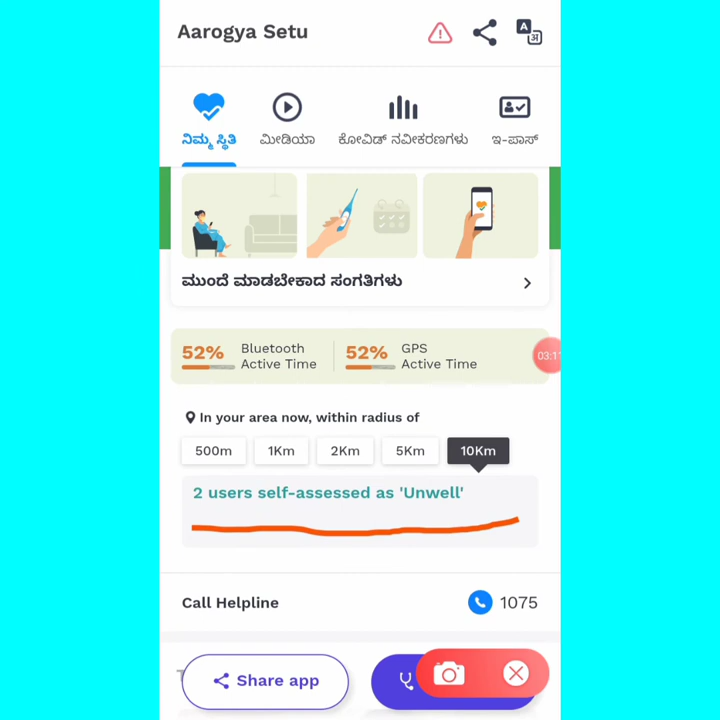 Aarogya Setu
ನಿಮ್ಮ ಸ್ಥಿತಿ
ಮೀಡಿಯಾ
ಕೋವಿಡ್ ನವೀಕರಣಗಳು
ಇ-ಪಾಸ್
ಮುಂದೆ ಮಾಡಬೇಕಾದ ಸಂಗತಿಗಳು
52% Bluetooth Active Time
52% GPS Active Time
03:1
In your area now, within radius of
500m 1Km 2Km 5Km 10Km
2 users self-assessed as 'Unwell'
Call Helpline 1075
Share app